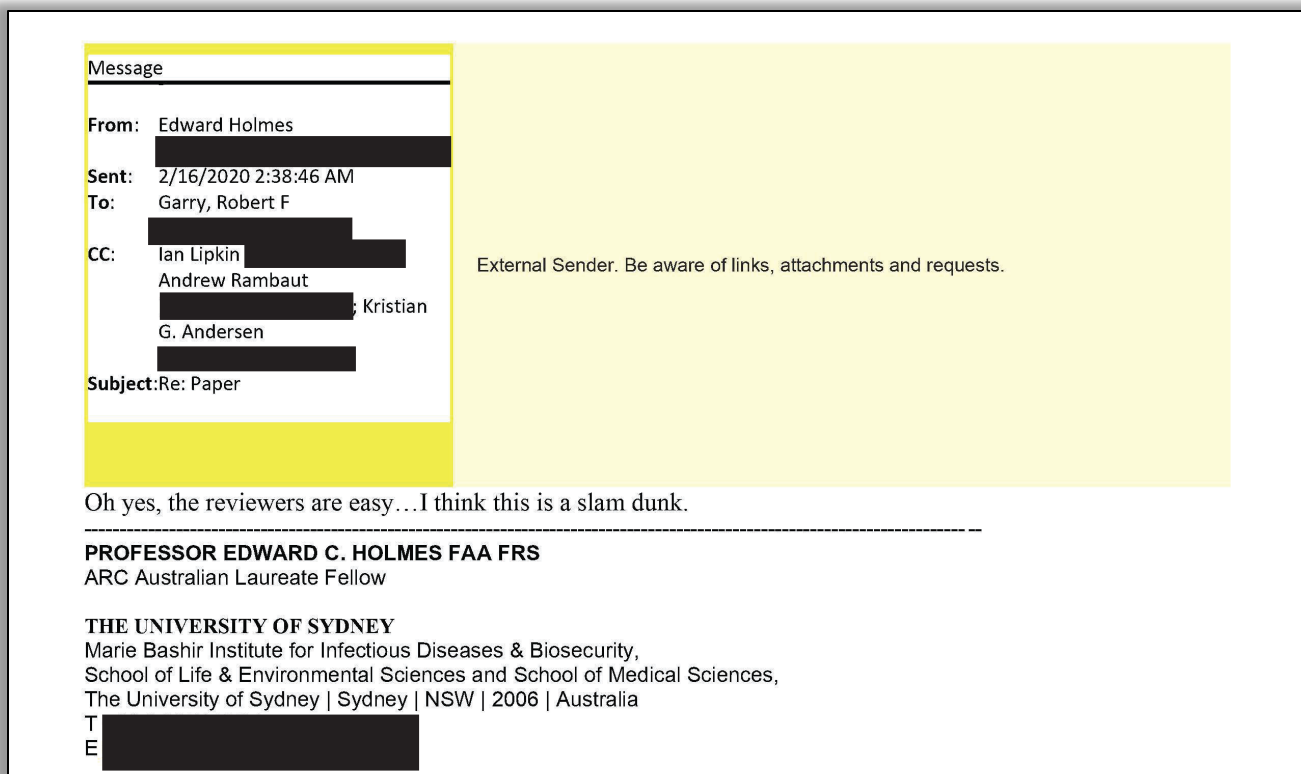 Message
From: Edward Holmes
Sent: 2/16/2020 2:38:46 AM
To: Garry, Robert F
CC: Ian Lipkin
Andrew Rambaut
; Kristian
G. Andersen
Subject:Re: Paper
External Sender. Be aware of links, attachments and requests.
Oh yes, the reviewers are easy…I think this is a slam dunk.
PROFESSOR EDWARD C. HOLMES FAA FRS
ARC Australian Laureate Fellow
THE UNIVERSITY OF SYDNEY
Marie Bashir Institute for Infectious Diseases & Biosecurity,
School of Life & Environmental Sciences and School of Medical Sciences,
The University of Sydney | Sydney | NSW | 2006 | Australia
T
E